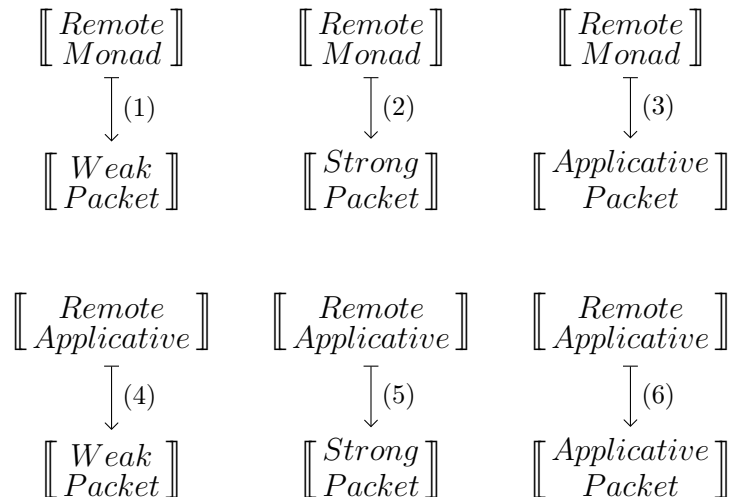 ⟦ Remote Monad ⟧ ⟦ Remote Monad ⟧ ⟦ Remote Monad ⟧
(1) (2) (3)
⟦ Weak Packet ⟧ ⟦ Strong Packet ⟧ ⟦ Applicative Packet ⟧
⟦ Remote Applicative ⟧ ⟦ Remote Applicative ⟧ ⟦ Remote Applicative ⟧
(4) (5) (6)
⟦ Weak Packet ⟧ ⟦ Strong Packet ⟧ ⟦ Applicative Packet ⟧